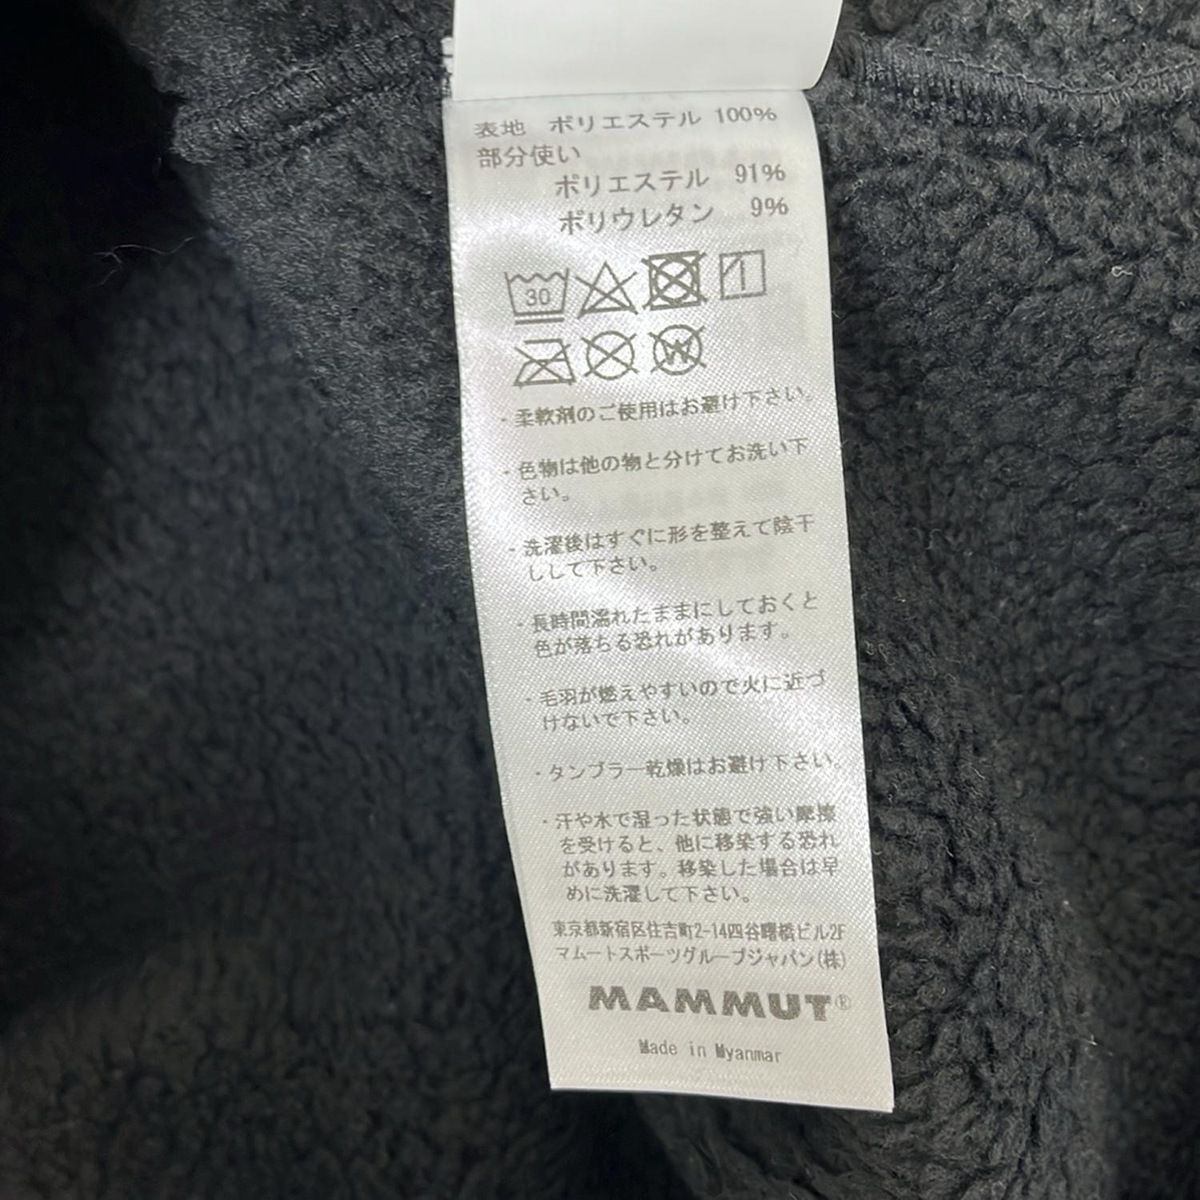 表地 ポリエステル 100%
部分使い
ポリエステル 91%
ポリウレタン 9%
30
W
・柔軟剤のご使用はお避け下さい。
・色物は他の物と分けてお洗い下
さい。
・洗濯後はすぐに形を整えて陰干
ししして下さい。
・長時間濡れたままにしておくと
色が落ちる恐れがあります。
・毛羽が燃えやすいので火に近づ
けないで下さい。
・タンブラー乾燥はお避け下さい。
・汗や水で湿った状態で強い摩擦
を受けると、他に移染する恐れ
があります。移染した場合は早
めに洗濯して下さい。
東京都新宿区住吉町2-14四谷曙橋ビル2F
マムートスポーツグループジャパン(株)
MAMMUT®
Made in Myanmar